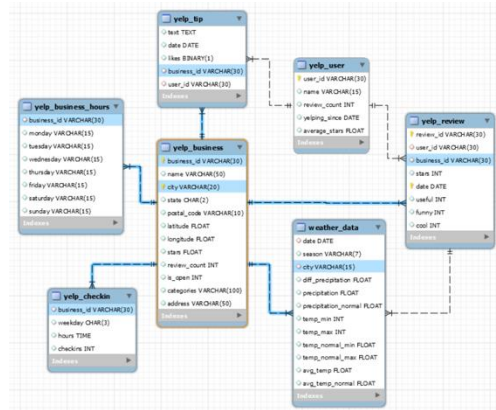 yelp_tip
text TEXT
date DATE
likes BINARY(1)
business_id VARCHAR(30)
user_id VARCHAR(30)
Indexes
yelp_user
user_id VARCHAR(30)
name VARCHAR(15)
review_count INT
yelping_since DATE
average_stars FLOAT
Indexes
yelp_business_hours
business_id VARCHAR(30)
monday VARCHAR(15)
tuesday VARCHAR(15)
wednesday VARCHAR(15)
thursday VARCHAR(15)
friday VARCHAR(15)
saturday VARCHAR(15)
sunday VARCHAR(15)
Indexes
yelp_business
business_id VARCHAR(30)
name VARCHAR(50)
city VARCHAR(20)
state CHAR(2)
postal_code VARCHAR(10)
latitude FLOAT
longitude FLOAT
stars FLOAT
review_count INT
is_open INT
categories VARCHAR(100)
address VARCHAR(50)
Indexes
yelp_review
review_id VARCHAR(30)
user_id VARCHAR(30)
business_id VARCHAR(30)
stars INT
date DATE
useful INT
funny INT
cool INT
Indexes
yelp_checkin
business_id VARCHAR(30)
weekday CHAR(3)
hours TIME
checkins INT
Indexes
weather_data
date DATE
season VARCHAR(7)
city VARCHAR(15)
diff_precipitation FLOAT
precipitation FLOAT
precipitation_normal FLOAT
temp_min INT
temp_max INT
temp_normal_min FLOAT
temp_normal_max FLOAT
avg_temp FLOAT
avg_temp_normal FLOAT
Indexes